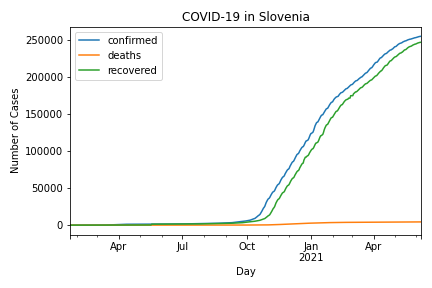 COVID-19 in Slovenia
confirmed
deaths
recovered
Number of Cases
250000
200000
150000
100000
50000
0
Apr Jul Oct Jan Apr
2021
Day